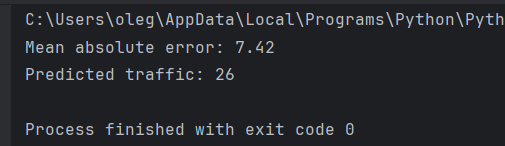 C:\Users\oleg\AppData\Local\Programs\Python\Pyth
Mean absolute error: 7.42
Predicted traffic: 26
Process finished with exit code 0